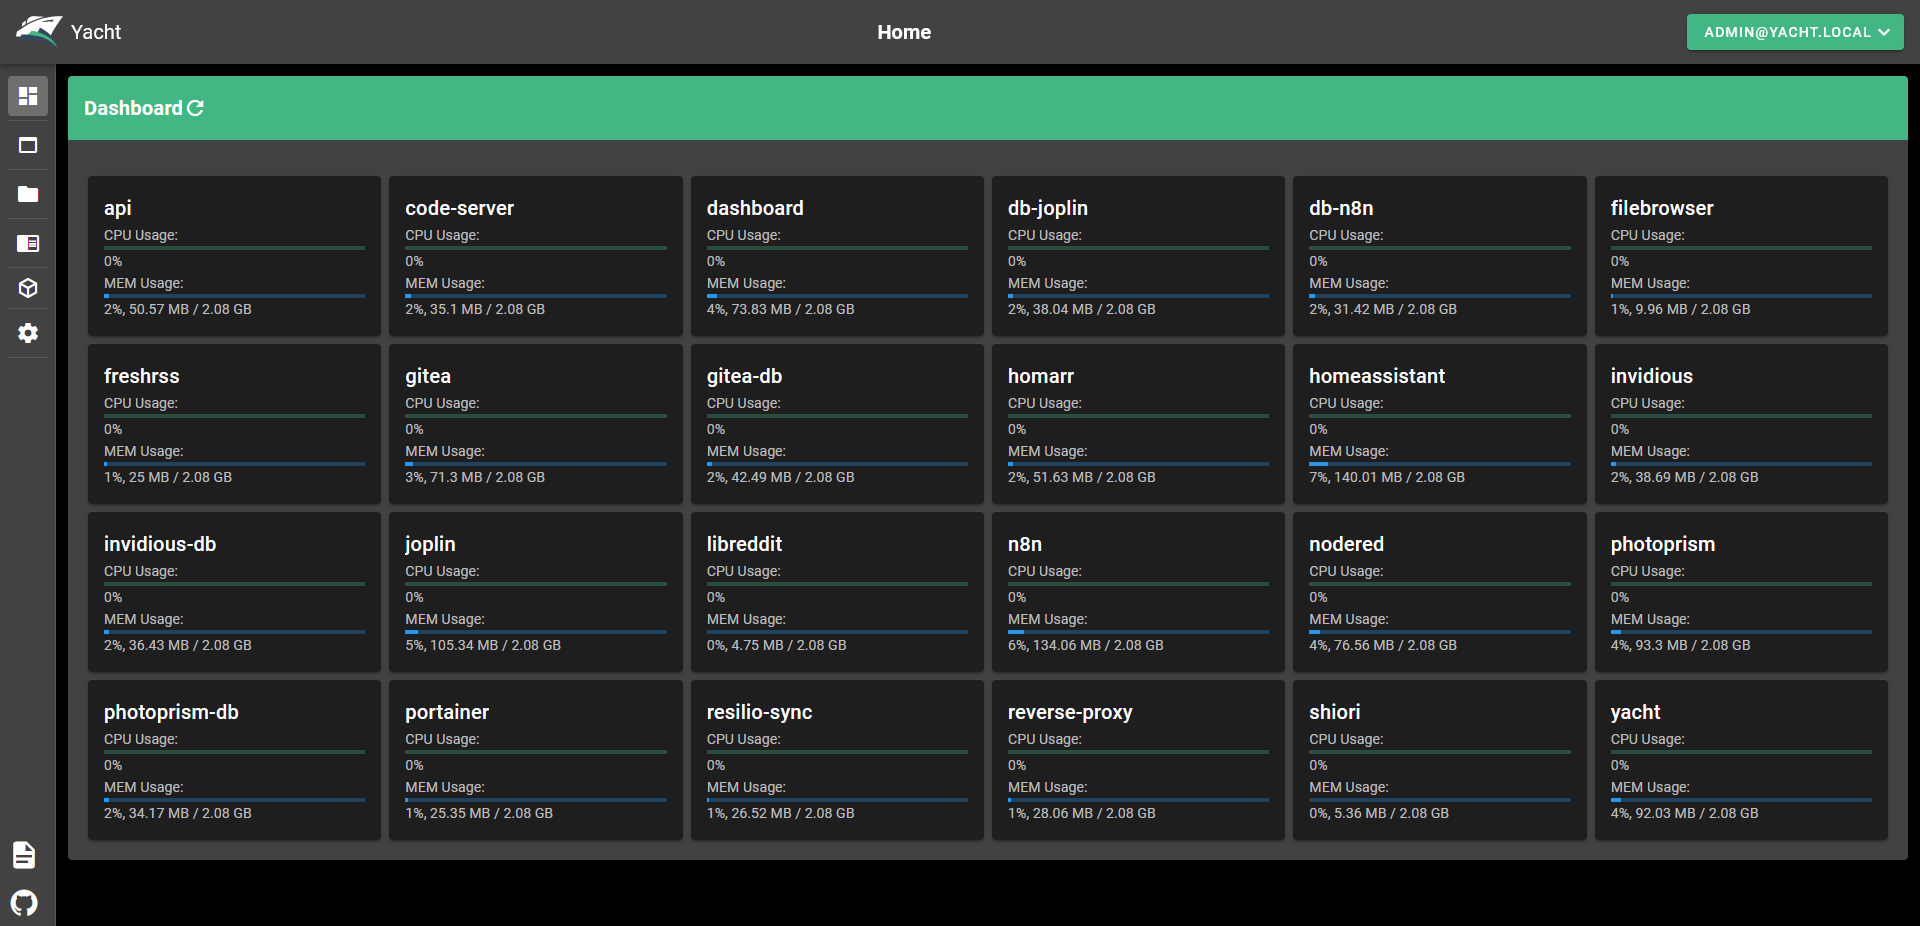 Yacht
Home
ADMIN@YACHT.LOCAL
Dashboard
api
CPU Usage:
0%
MEM Usage:
2%, 50.57 MB / 2.08 GB
code-server
CPU Usage:
0%
MEM Usage:
2%, 35.1 MB / 2.08 GB
dashboard
CPU Usage:
0%
MEM Usage:
4%, 73.83 MB / 2.08 GB
db-joplin
CPU Usage:
0%
MEM Usage:
2%, 38.04 MB / 2.08 GB
db-n8n
CPU Usage:
0%
MEM Usage:
2%, 31.42 MB / 2.08 GB
filebrowser
CPU Usage:
0%
MEM Usage:
1%, 9.96 MB / 2.08 GB
freshrss
CPU Usage:
0%
MEM Usage:
1%, 25 MB / 2.08 GB
gitea
CPU Usage:
0%
MEM Usage:
3%, 71.3 MB / 2.08 GB
gitea-db
CPU Usage:
0%
MEM Usage:
2%, 42.49 MB / 2.08 GB
homarr
CPU Usage:
0%
MEM Usage:
2%, 51.63 MB / 2.08 GB
homeassistant
CPU Usage:
0%
MEM Usage:
7%, 140.01 MB / 2.08 GB
invidious
CPU Usage:
0%
MEM Usage:
2%, 38.69 MB / 2.08 GB
invidious-db
CPU Usage:
0%
MEM Usage:
2%, 36.43 MB / 2.08 GB
joplin
CPU Usage:
0%
MEM Usage:
5%, 105.34 MB / 2.08 GB
libreddit
CPU Usage:
0%
MEM Usage:
0%, 4.75 MB / 2.08 GB
n8n
CPU Usage:
0%
MEM Usage:
6%, 134.06 MB / 2.08 GB
nodered
CPU Usage:
0%
MEM Usage:
4%, 76.56 MB / 2.08 GB
photoprism
CPU Usage:
0%
MEM Usage:
4%, 93.3 MB / 2.08 GB
photoprism-db
CPU Usage:
0%
MEM Usage:
2%, 34.17 MB / 2.08 GB
portainer
CPU Usage:
0%
MEM Usage:
1%, 25.35 MB / 2.08 GB
resilio-sync
CPU Usage:
0%
MEM Usage:
1%, 26.52 MB / 2.08 GB
reverse-proxy
CPU Usage:
0%
MEM Usage:
1%, 28.06 MB / 2.08 GB
shiori
CPU Usage:
0%
MEM Usage:
0%, 5.36 MB / 2.08 GB
yacht
CPU Usage:
0%
MEM Usage:
4%, 92.03 MB / 2.08 GB